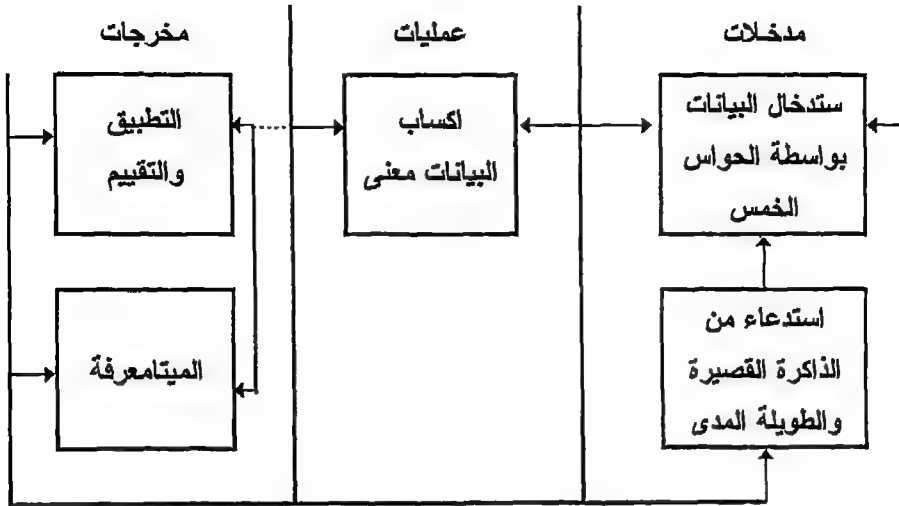 مدخلات
ستدخال البيانات
بواسطة الحواس
الخمس
استدعاء من
الذاكرة القصيرة
والطويلة المدى
عمليات
اكساب
البيانات معنى
مخرجات
التطبيق
والتقييم
الميتامعرفة